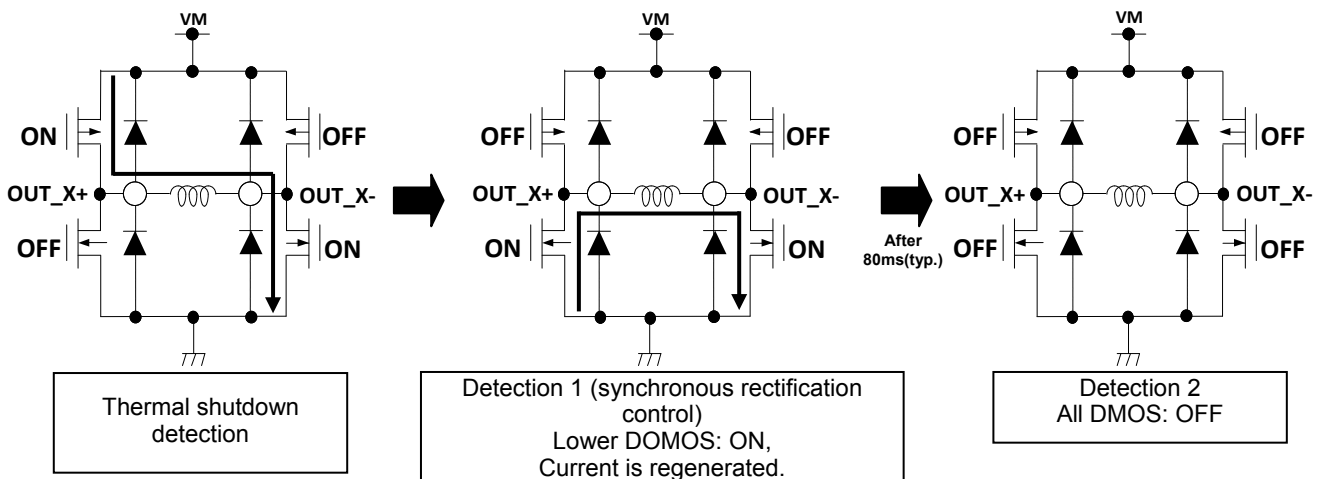 VM
ON
OFF
OUT_X+
OUT_X-
OFF
ON
Thermal shutdown
detection
VM
OFF
OFF
OUT_X+
OUT_X-
ON
ON
Detection 1 (synchronous rectification
control)
Lower DOMOS: ON,
Current is regenerated.
After
80ms(typ.)
VM
OFF
OFF
OUT_X+
OUT_X-
OFF
OFF
Detection 2
All DMOS: OFF